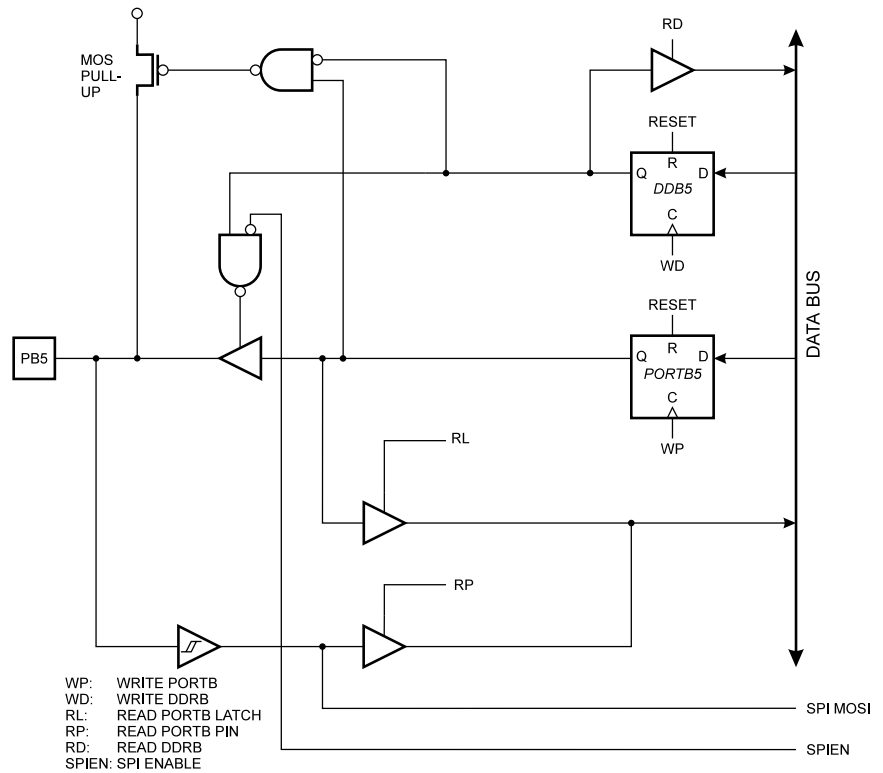 RD
MOS
PULL-
UP
RESET
R
Q
D
DDB5
C
WD
DATA BUS
RESET
PB5
R
Q
D
PORTB5
C
WP
RL
RP
WP: WRITE PORTB
WD: WRITE DDRB
RL: READ PORTB LATCH
RP: READ PORTB PIN
RD: READ DDRB
SPIEN: SPI ENABLE
SPI MOSI
SPIEN